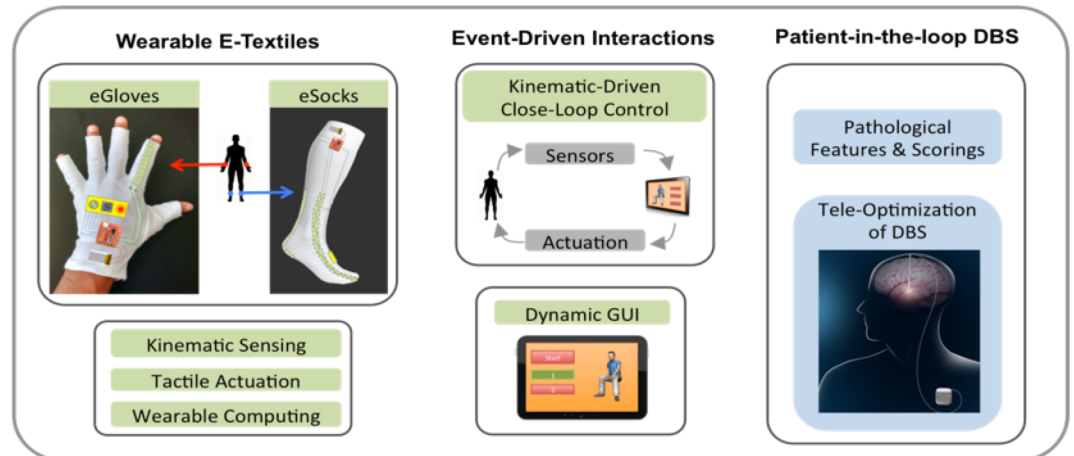 Wearable E-Textiles
eGloves
eSocks
Kinematic Sensing
Tactile Actuation
Wearable Computing
Event-Driven Interactions
Kinematic-Driven
Close-Loop Control
Sensors
Actuation
Dynamic GUI
Start
1
2
Patient-in-the-loop DBS
Pathological
Features & Scorings
Tele-Optimization
of DBS